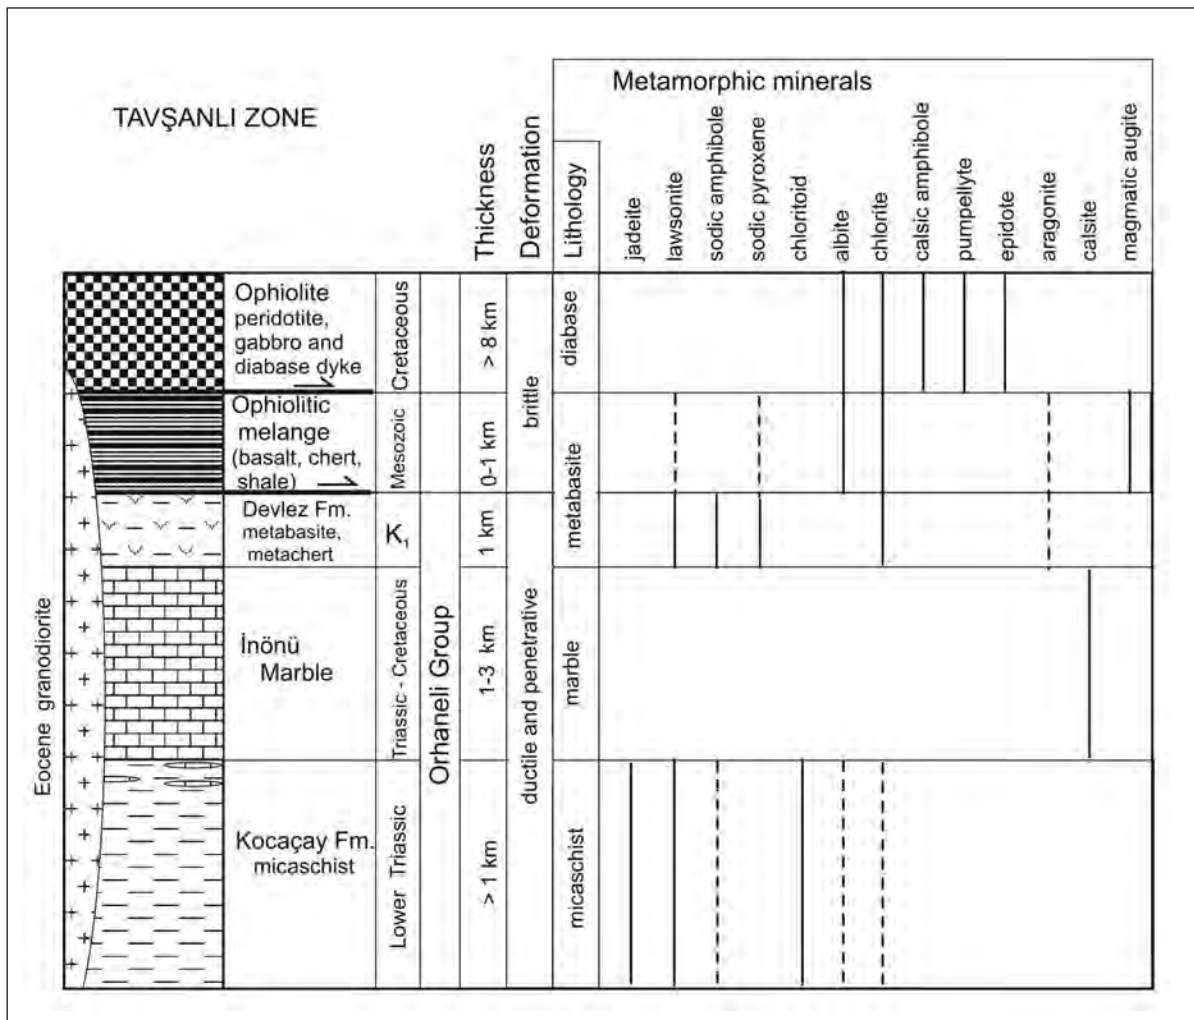 TAVŞANLI ZONE
Metamorphic minerals
Thickness
Deformation
Lithology
jadeite
lawsonite
sodic amphibole
sodic pyroxene
chloritoid
albite
chlorite
calsic amphibole
pumpellyte
epidote
aragonite
calsite
magmatic augite
Eocene granodiorite
Ophiolite
peridotite,
gabbro and
diabase dyke
Cretaceous
> 8 km
brittle
diabase
Ophiolitic
melange
(basalt, chert,
shale)
Mesozoic
0-1 km
metabasite
Devlez Fm.
metabasite,
metachert
K
1 km
Orhaneli Group
ductile and penetrative
İnönü
Marble
Triassic - Cretaceous
1-3 km
marble
Kocaçay Fm.
micaschist
Lower Triassic
> 1 km
micaschist